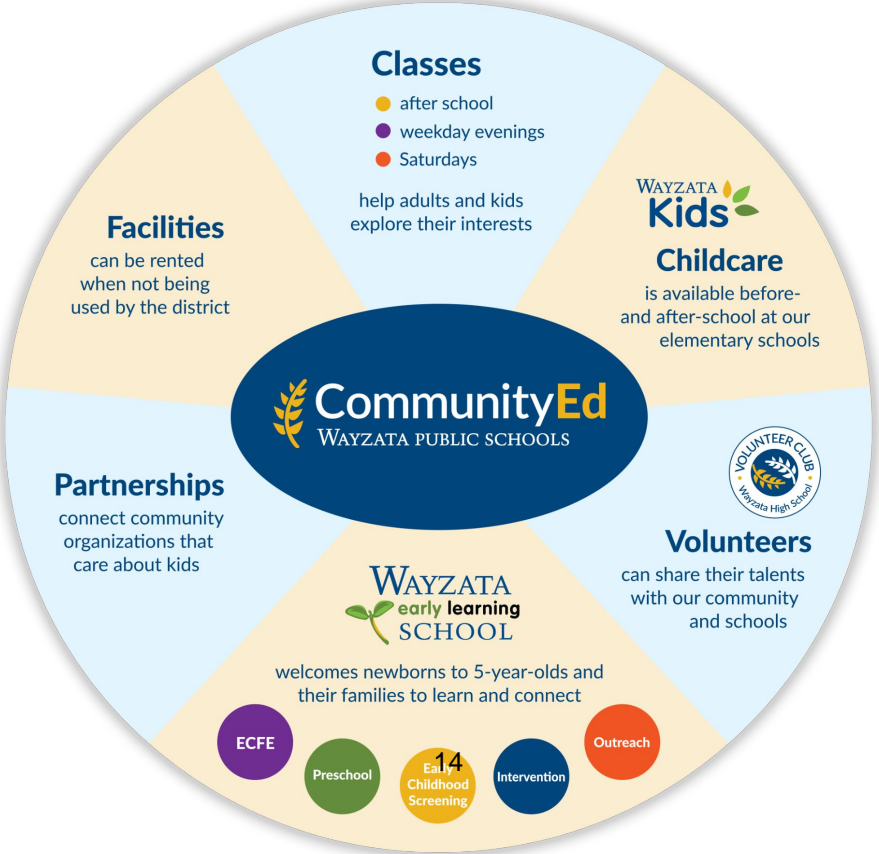 Classes
after school
weekday evenings
Saturdays
help adults and kids
explore their interests
WAYZATA
Kids
Childcare
is available before-
and after-school at our
elementary schools
VOLUNTEER CLUB
Wayzata High School
Volunteers
can share their talents
with our community
and schools
WAYZATA
early learning
SCHOOL
welcomes newborns to 5-year-olds and
their families to learn and connect
ECFE
Preschool
Early
Childhood
Screening
14
Intervention
Outreach
Partnerships
connect community
organizations that
care about kids
Facilities
can be rented
when not being
used by the district
CommunityEd
WAYZATA PUBLIC SCHOOLS